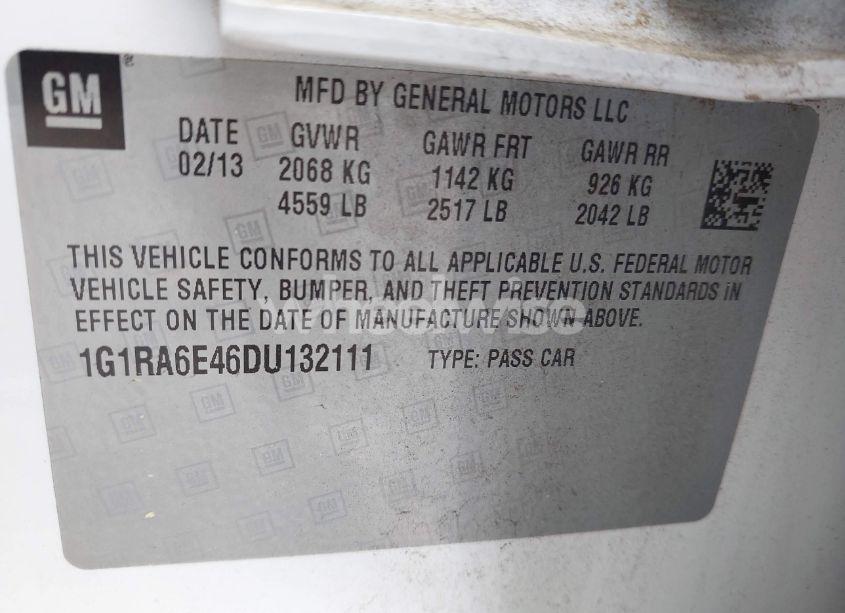 GM
MFD BY GENERAL MOTORS LLC
DATE GVWR GAWR FRT GAWR RR
02/13 2068 KG 1142 KG 926 KG
4559 LB 2517 LB 2042 LB
THIS VEHICLE CONFORMS TO ALL APPLICABLE U.S. FEDERAL MOTOR
VEHICLE SAFETY, BUMPER, AND THEFT PREVENTION STANDARDS IN
EFFECT ON THE DATE OF MANUFACTURE SHOWN ABOVE.
1G1RA6E46DU132111 TYPE: PASS CAR